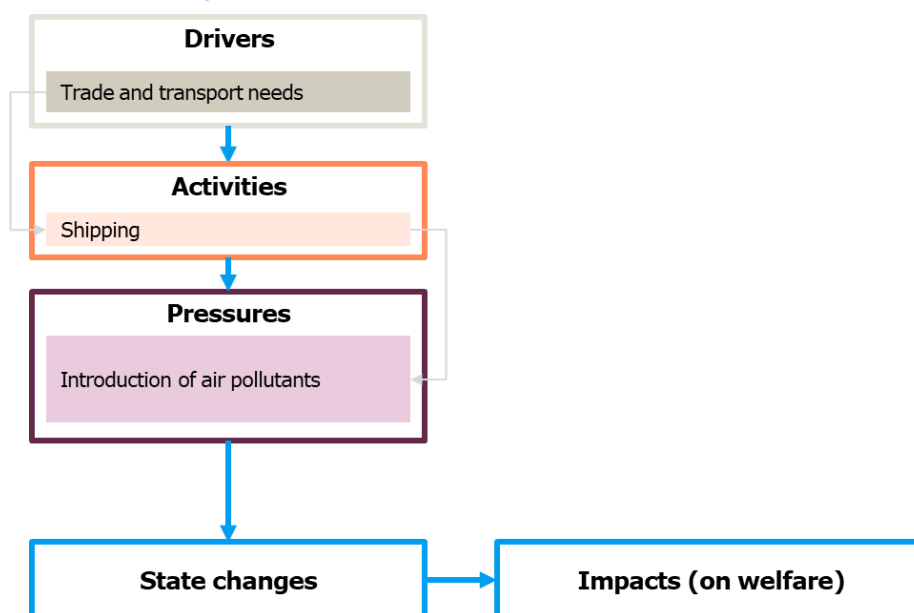 Drivers
Trade and transport needs
Activities
Shipping
Pressures
Introduction of air pollutants
State changes
Impacts (on welfare)